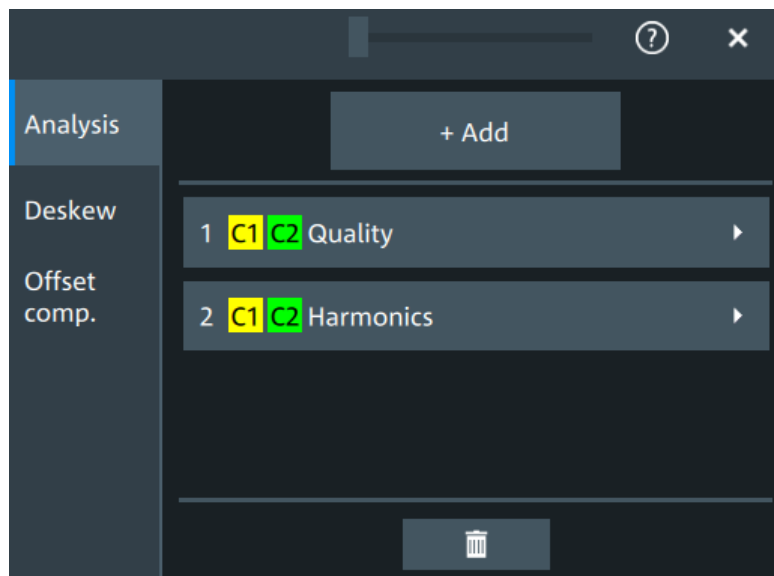 Analysis
+ Add
Deskew
1 C1 C2 Quality
Offset
comp.
2 C1 C2 Harmonics